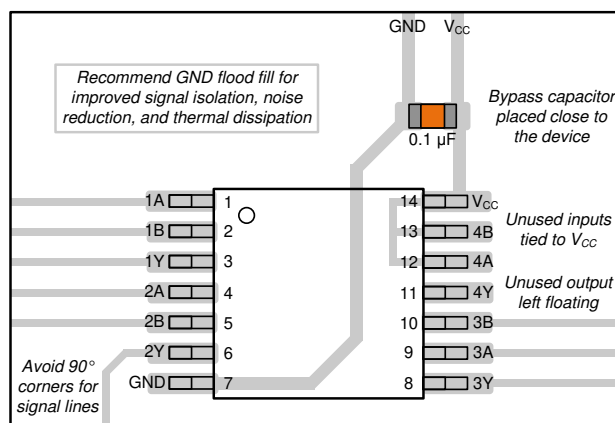 GND V_CC
Recommend GND flood fill for
improved signal isolation, noise
reduction, and thermal dissipation
Bypass capacitor
placed close to
the device
0.1 µF
1A 1 14 V_CC
1B 2 13 4B
1Y 3 12 4A
2A 4 11 4Y
2B 5 10 3B
2Y 6 9 3A
GND 7 8 3Y
Unused inputs
tied to V_CC
Unused output
left floating
Avoid 90°
corners for
signal lines